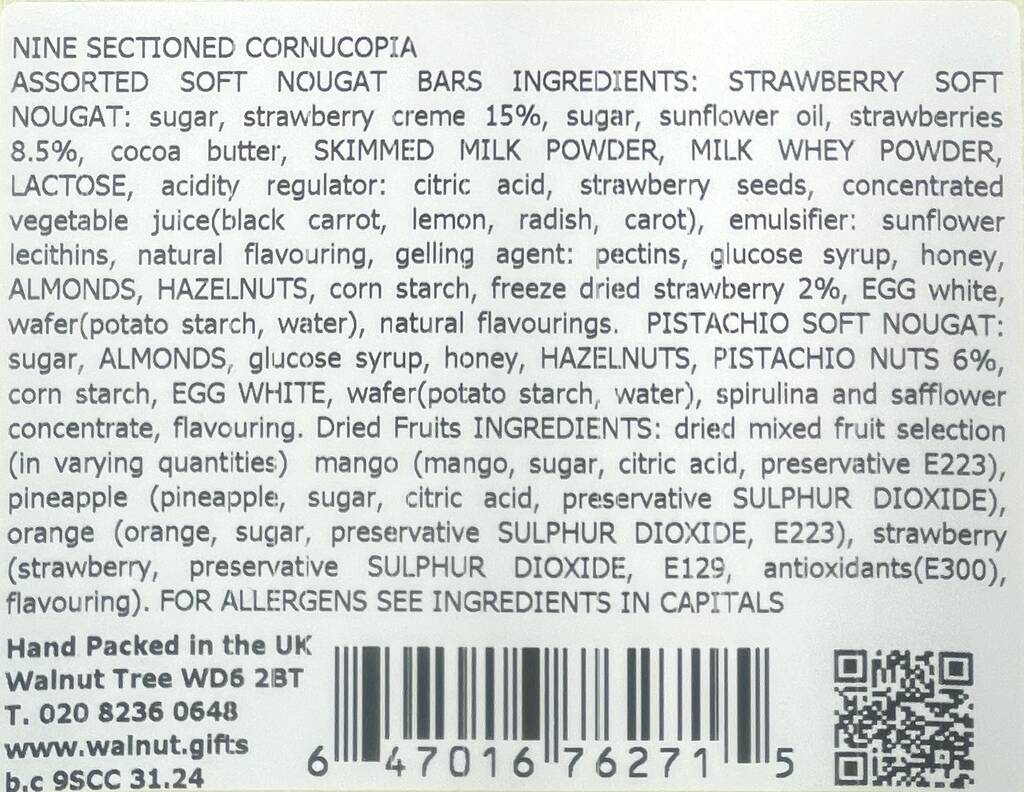 NINE SECTIONED CORNUCOPIA
ASSORTED SOFT NOUGAT BARS INGREDIENTS: STRAWBERRY SOFT
NOUGAT: sugar, strawberry creme 15%, sugar, sunflower oil, strawberries
8.5%, cocoa butter, SKIMMED MILK POWDER, MILK WHEY POWDER,
LACTOSE, acidity regulator: citric acid, strawberry seeds, concentrated
vegetable juice(black carrot, lemon, radish, carot), emulsifier: sunflower
lecithins, natural flavouring, gelling agent: pectins, glucose syrup, honey,
ALMONDS, HAZELNUTS, corn starch, freeze dried strawberry 2%, EGG white,
wafer(potato starch, water), natural flavourings. PISTACHIO SOFT NOUGAT:
sugar, ALMONDS, glucose syrup, honey, HAZELNUTS, PISTACHIO NUTS 6%,
corn starch, EGG WHITE, wafer(potato starch, water), spirulina and safflower
concentrate, flavouring. Dried Fruits INGREDIENTS: dried mixed fruit selection
(in varying quantities) mango (mango, sugar, citric acid, preservative E223),
pineapple (pineapple, sugar, citric acid, preservative SULPHUR DIOXIDE),
orange (orange, sugar, preservative SULPHUR DIOXIDE, E223), strawberry
(strawberry, preservative SULPHUR DIOXIDE, E129, antioxidants(E300),
flavouring). FOR ALLERGENS SEE INGREDIENTS IN CAPITALS
Hand Packed in the UK
Walnut Tree WD6 2BT
T. 020 8236 0648
www.walnut.gifts
b.c 9SCC 31.24
6 47016 76271 5